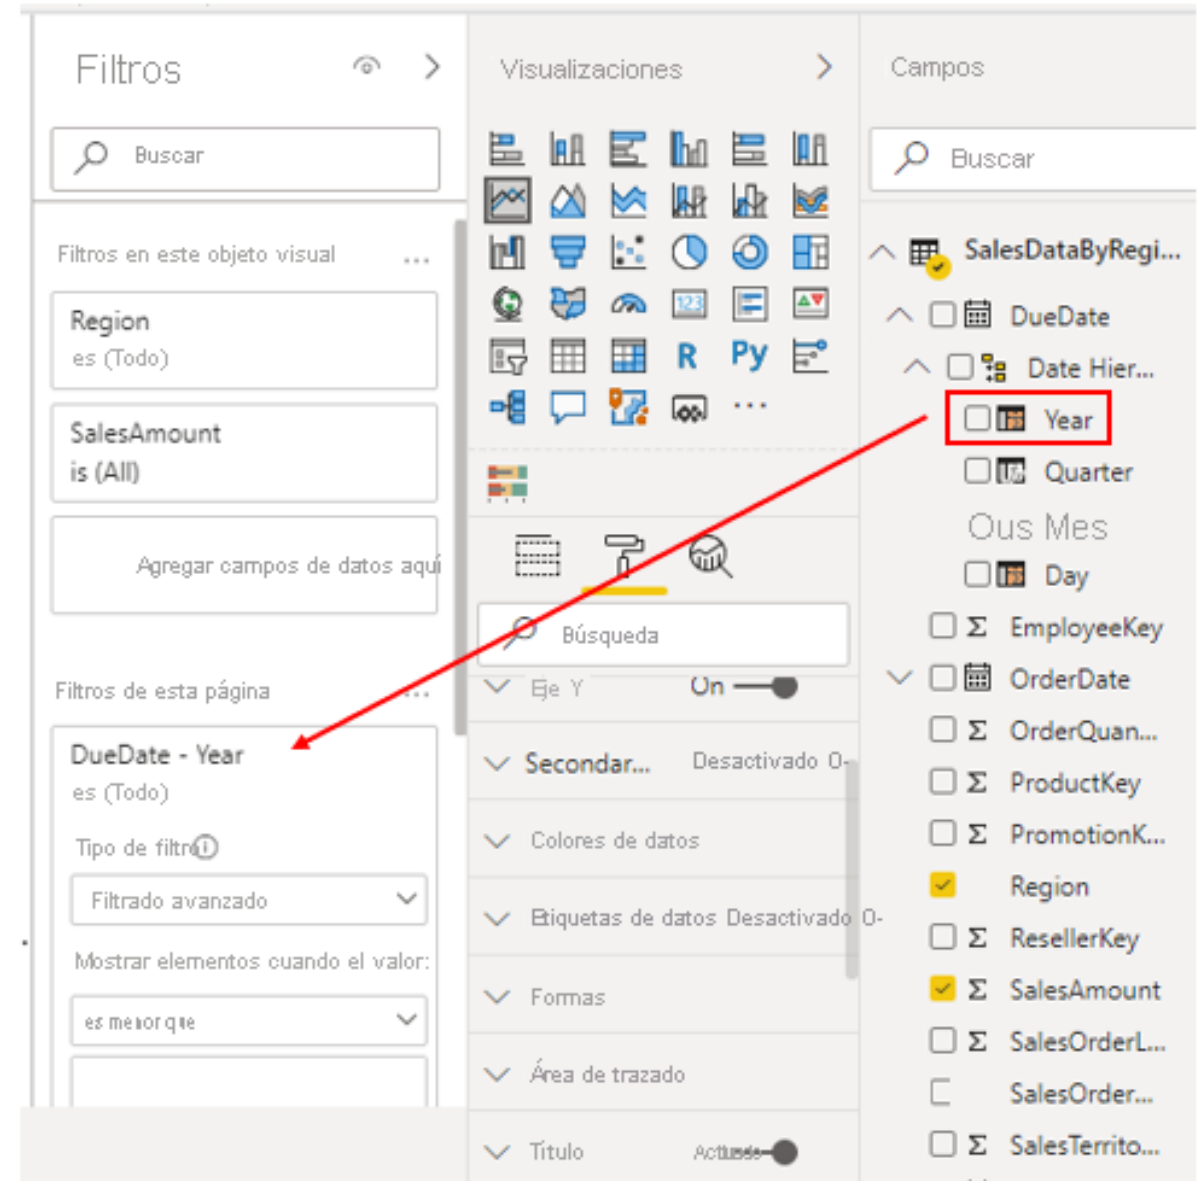 Filtros
Buscar
Filtros en este objeto visual ...
Region
es (Todo)
SalesAmount
is (All)
Agregar campos de datos aquí
Filtros de esta página ...
DueDate - Year
es (Todo)
Tipo de filtro
Filtrado avanzado
Mostrar elementos cuando el valor:
es menor que
Visualizaciones
123
R
Py
...
Búsqueda
Eje Y On
Secondar... Desactivado O-
Colores de datos
Etiquetas de datos Desactivado O-
Formas
Área de trazado
Título
Campos
Buscar
SalesDataByRegi...
DueDate
Date Hier...
Year
Quarter
Ous Mes
Day
Σ EmployeeKey
OrderDate
Σ OrderQuan...
Σ ProductKey
Σ PromotionK...
Region
Σ ResellerKey
Σ SalesAmount
Σ SalesOrderL...
SalesOrder...
Σ SalesTerrito...